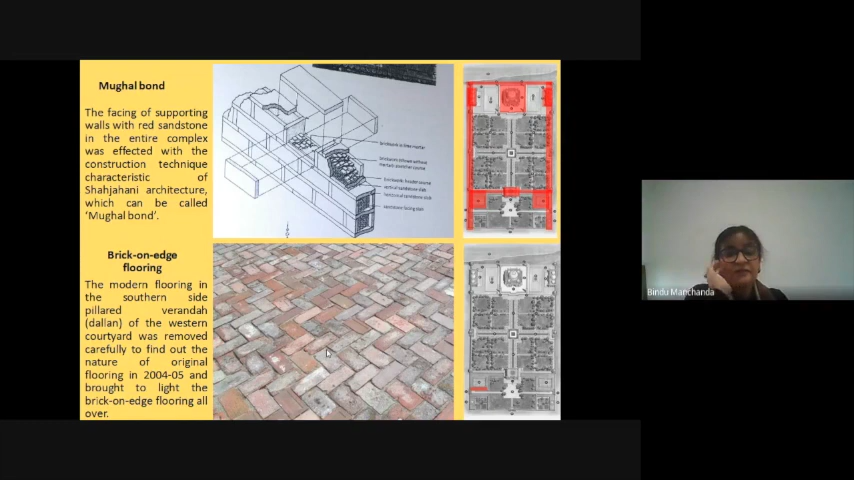 Mughal bond
The facing of supporting
walls with red sandstone
in the entire complex
was effected with the
construction technique
characteristic of
Shahjahani architecture,
which can be called
‘Mughal bond’.
Brick-on-edge
flooring
The modern flooring in
the southern side
pillared verandah
(dallan) of the western
courtyard was removed
carefully to find out the
nature of original
flooring in 2004-05 and
brought to light the
brick-on-edge flooring all
over.
Bindu Manchanda